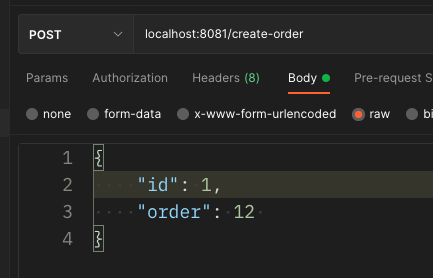 POST localhost:8081/create-order
Params Authorization Headers (8) Body Pre-request S
none form-data x-www-form-urlencoded raw bi
1 {
2 "id": 1,
3 "order": 12
4 }